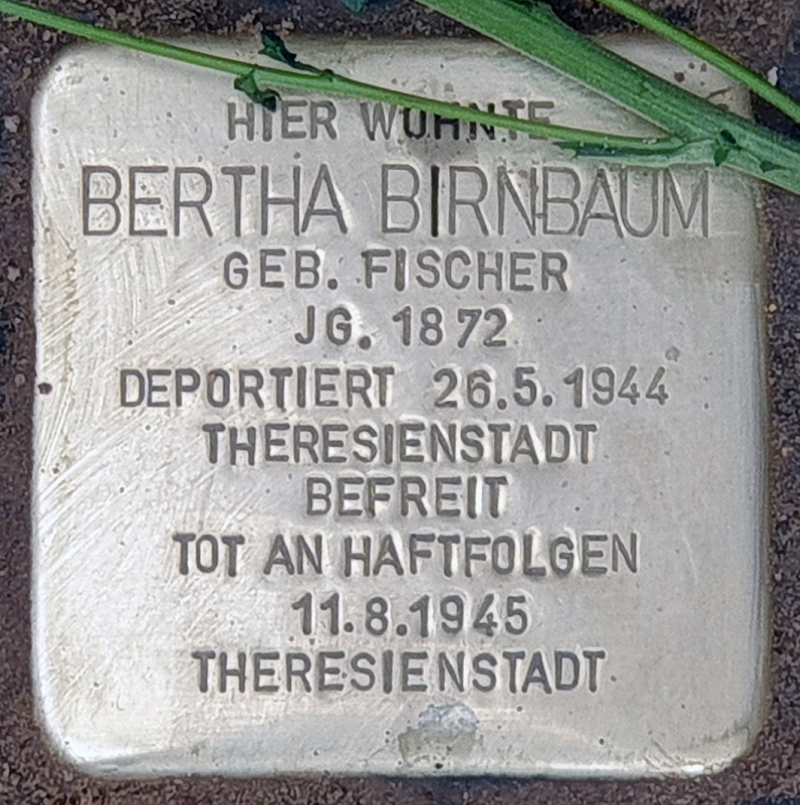 HIER WOHNTE
BERTHA BIRNBAUM
GEB. FISCHER
JG. 1872
DEPORTIERT 26.5.1944
THERESIENSTADT
BEFREIT
TOT AN HAFTFOLGEN
11.8.1945
THERESIENSTADT